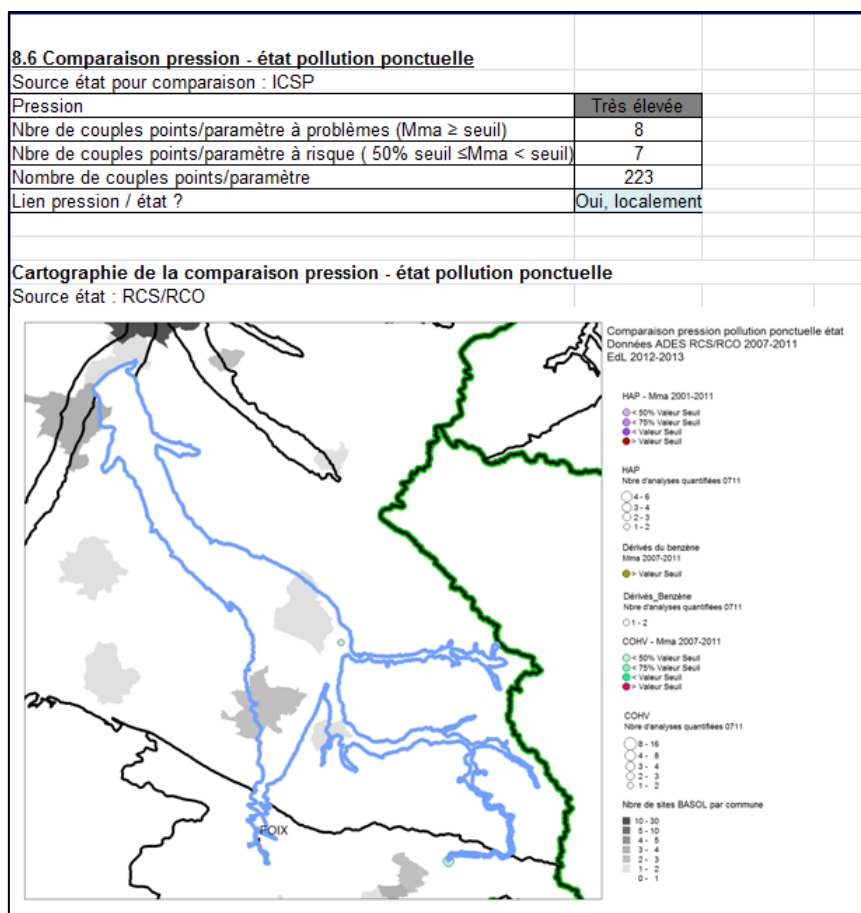 8.6 Comparaison pression - état pollution ponctuelle
Source état pour comparaison : ICSP
Pression Très élevée
Nbre de couples points/paramètre à problèmes (Mma ≥ seuil) 8
Nbre de couples points/paramètre à risque ( 50% seuil ≤Mma < seuil) 7
Nombre de couples points/paramètre 223
Lien pression / état ? Oui, localement
Cartographie de la comparaison pression - état pollution ponctuelle
Source état : RCS/RCO
Comparaison pression pollution ponctuelle état
Données ADES RCS/RCO 2007-2011
EdL 2012-2013
HAP - Mma 2001-2011
< 50% Valeur Seuil
< 75% Valeur Seuil
< Valeur Seuil
> Valeur Seuil
HAP
Nbre d'analyses quantifiées 0711
4 - 6
3 - 4
2 - 3
1 - 2
Dérivés du benzène
Mma 2007-2011
> Valeur Seuil
Dérivés_Benzène
Nbre d'analyses quantifiées 0711
1 - 2
COHV - Mma 2007-2011
< 50% Valeur Seuil
< 75% Valeur Seuil
< Valeur Seuil
> Valeur Seuil
COHV
Nbre d'analyses quantifiées 0711
8 - 16
4 - 8
3 - 4
2 - 3
1 - 2
Nbre de sites BASOL par commune
10 - 30
5 - 10
4 - 5
3 - 4
2 - 3
1 - 2
0 - 1
FOIX